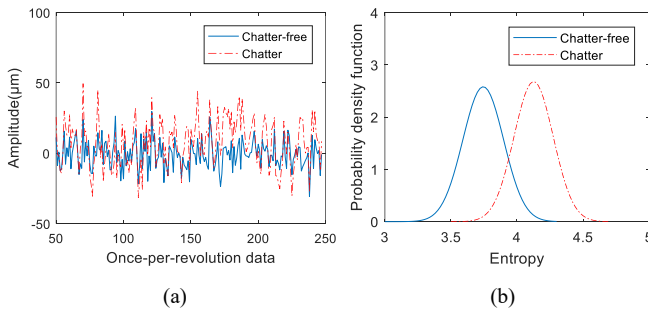 100
50
0
-50
Amplitude(μm)
Chatter-free
Chatter
50
100
150
200
250
Once-per-revolution data
(a)
4
3
2
1
0
Probability density function
Chatter-free
Chatter
3
3.5
4
4.5
5
Entropy
(b)